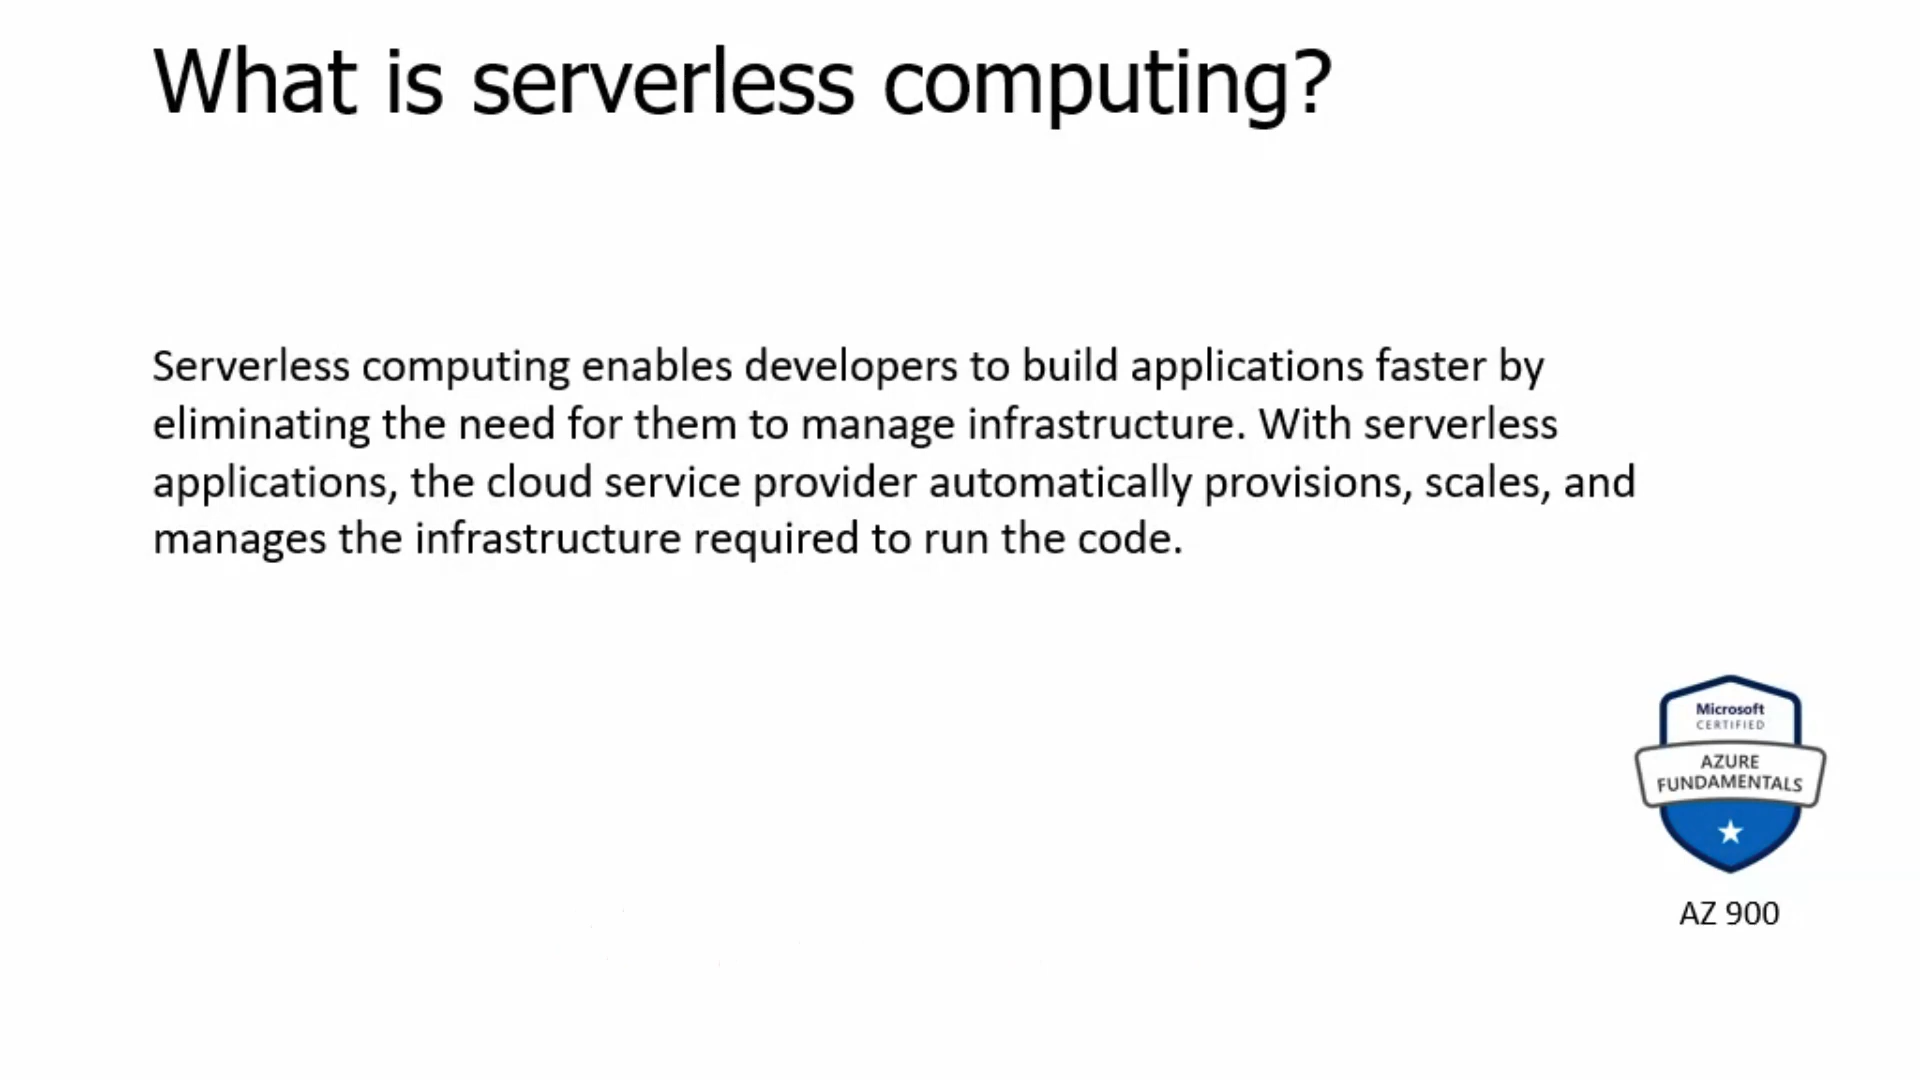 What is serverless computing?
Serverless computing enables developers to build applications faster by
eliminating the need for them to manage infrastructure. With serverless
applications, the cloud service provider automatically provisions, scales, and
manages the infrastructure required to run the code.
Microsoft
CERTIFIED
AZURE
FUNDAMENTALS
AZ 900